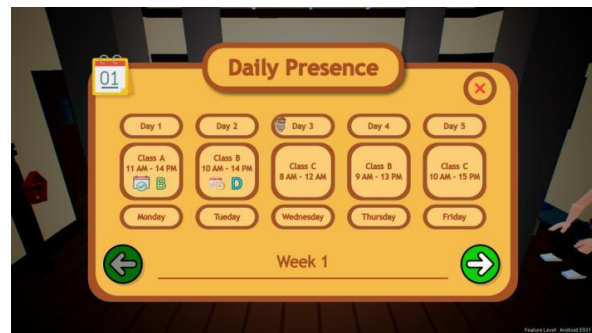 01
Daily Presence
Day 1
Day 2
Day 3
Day 4
Day 5
Class A
11 AM - 14 PM
B
Class B
10 AM - 14 PM
D
Class C
8 AM - 12 AM
Class B
9 AM - 13 PM
Class C
10 AM - 15 PM
Monday
Tueday
Wednesday
Thursday
Friday
Week 1
Feature Level: Android ES31